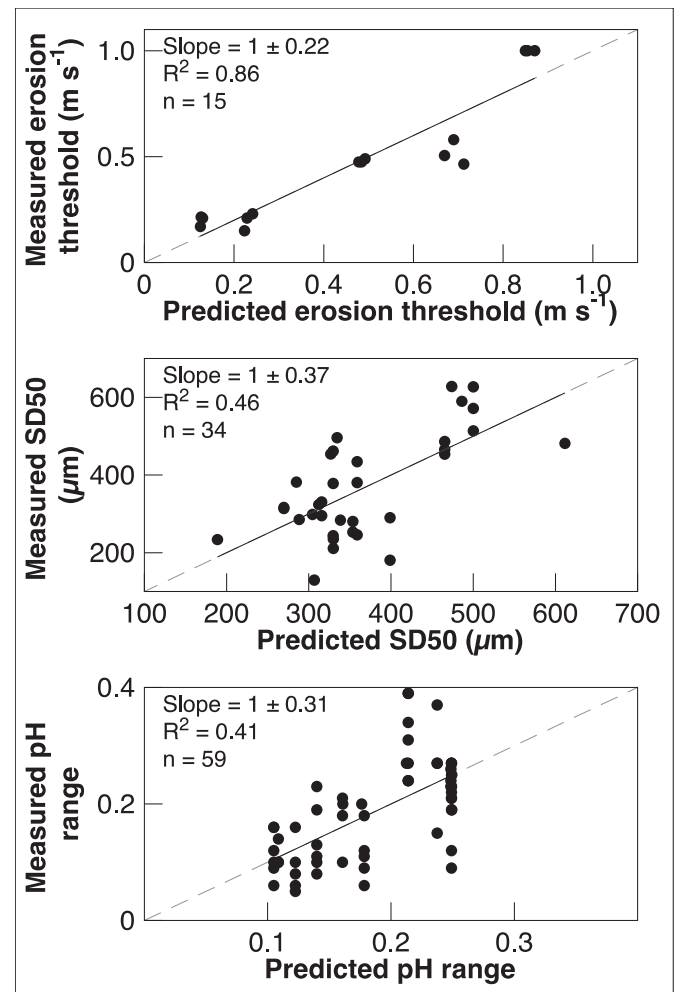 Slope = 1 ± 0.22
R² = 0.86
n = 15
1.0
0.5
0
Measured erosion
threshold (m s⁻¹)
0 0.2 0.4 0.6 0.8 1.0
Predicted erosion threshold (m s⁻¹)
Slope = 1 ± 0.37
R² = 0.46
n = 34
600
400
200
Measured SD50
(µm)
100 200 300 400 500 600 700
Predicted SD50 (µm)
Slope = 1 ± 0.31
R² = 0.41
n = 59
0.4
0.2
0
Measured pH
range
0.1 0.2 0.3
Predicted pH range